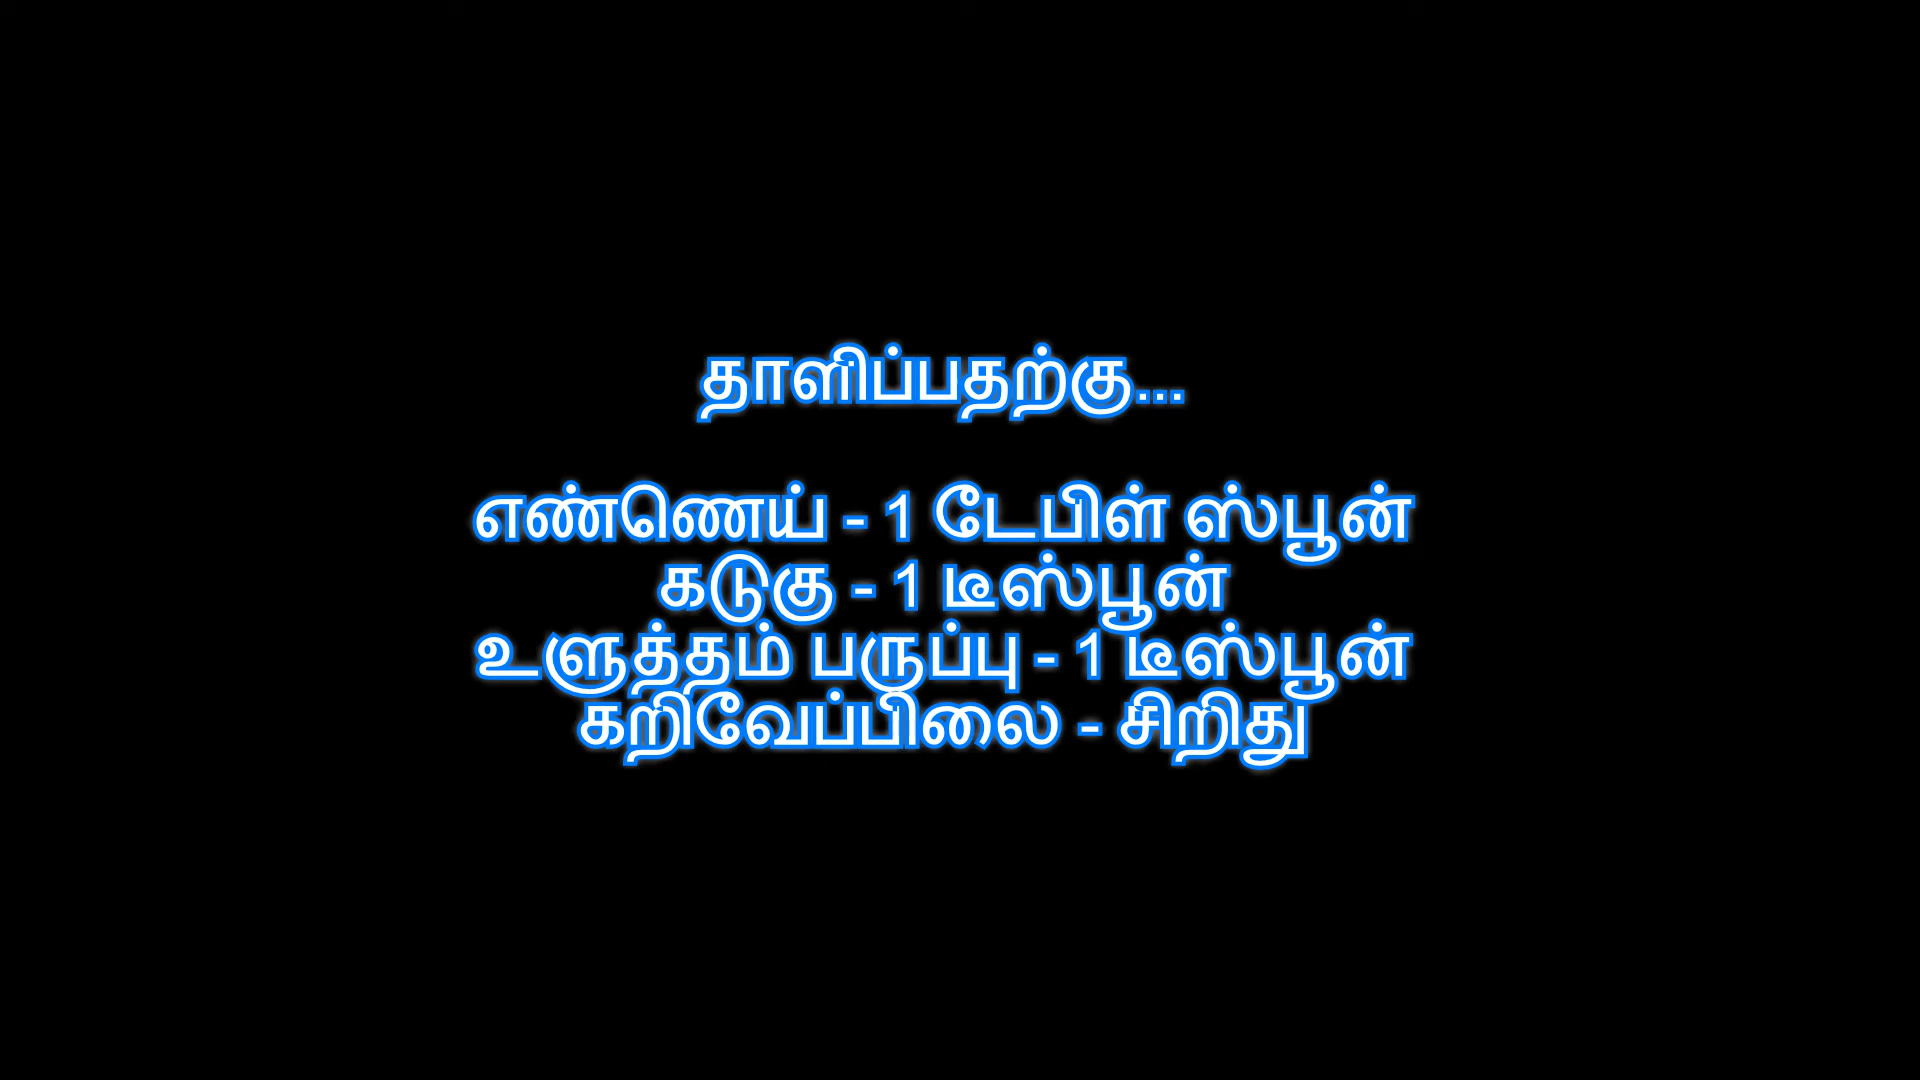 தாளிப்பதற்கு...
எண்ணெய் - 1 டேபிள் ஸ்பூன்
கடுகு - 1 டீஸ்பூன்
உளுத்தம் பருப்பு - 1 டீஸ்பூன்
கறிவேப்பிலை - சிறிது